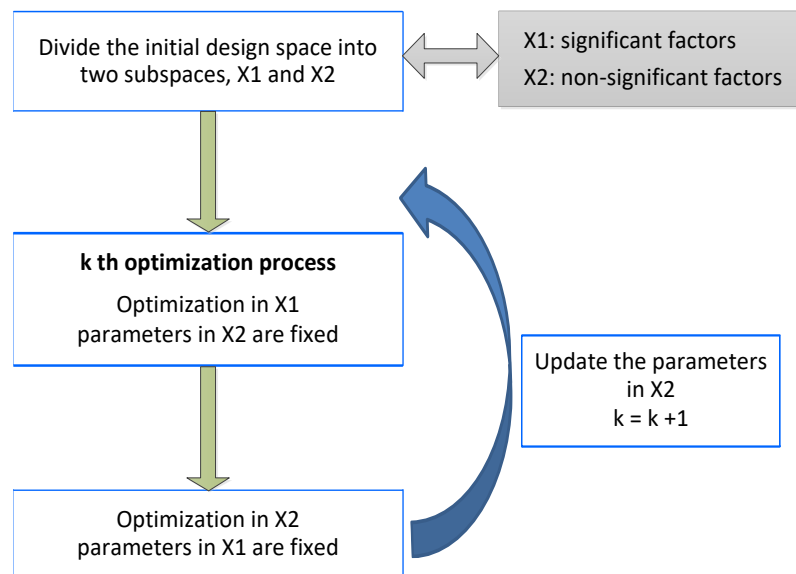 Divide the initial design space into
two subspaces, X1 and X2
X1: significant factors
X2: non-significant factors
k th optimization process
Optimization in X1
parameters in X2 are fixed
Update the parameters
in X2
k = k +1
Optimization in X2
parameters in X1 are fixed